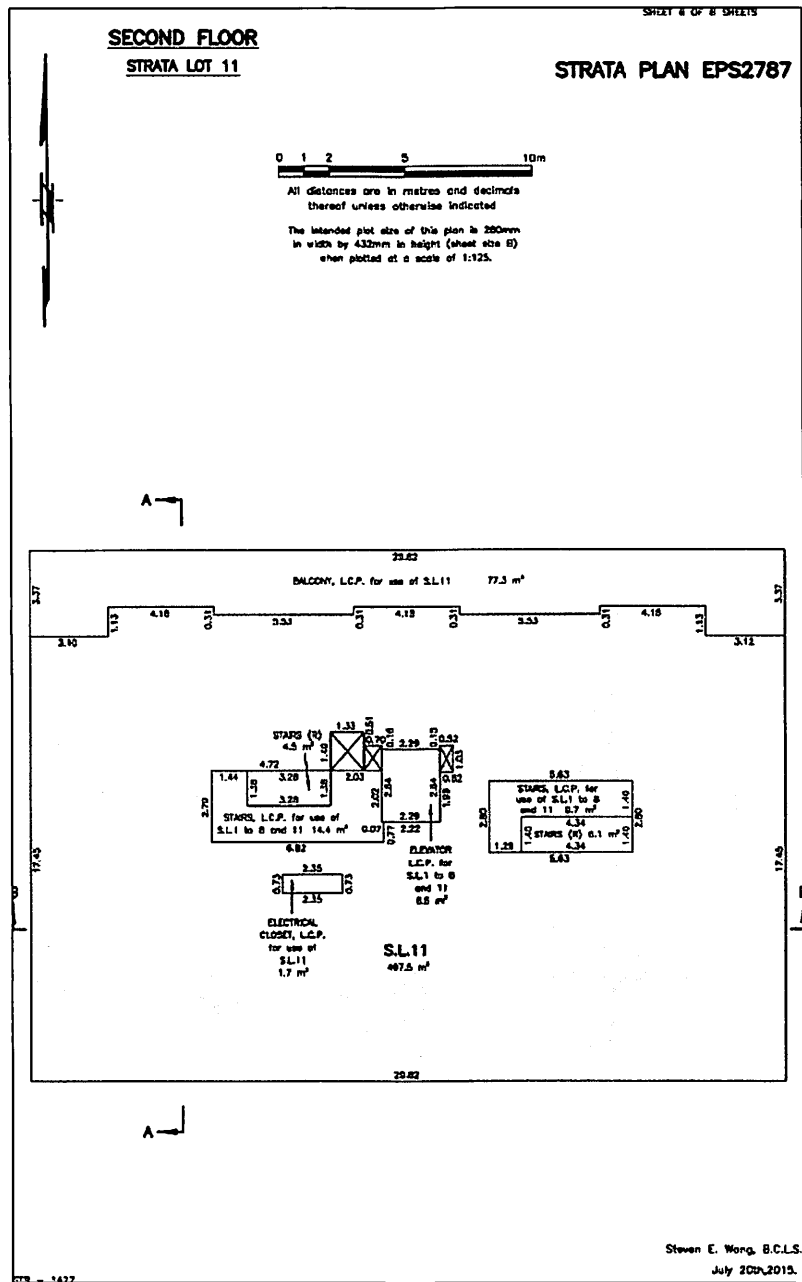 SHEET 8 OF 8 SHEETS
SECOND FLOOR
STRATA LOT 11
STRATA PLAN EPS2787
0 1 2 5 10m
All distances are in metres and decimals
thereof unless otherwise indicated
The intended plot size of this plan is 280mm
in width by 432mm in height (sheet size B)
when plotted at a scale of 1:125.
A
29.82
BALCONY, L.C.P. for use of S.L.11 77.3 m²
3.37
3.37
4.18
0.31
5.53
0.31
4.18
0.31
5.53
0.31
4.18
1.13
1.13
3.10
3.12
STAIRS (R)
4.5 m²
1.33
0.51
0.70
0.16
2.29
0.15
0.52
1.03
0.52
4.72
1.40
2.03
1.44
3.28
1.38
1.38
3.28
2.79
2.02
2.84
2.84
1.98
STAIRS, L.C.P. for use of
S.L.1 to 8 and 11 14.4 m²
0.07
0.77
2.29
2.22
6.82
5.63
STAIRS, L.C.P. for
use of S.L.1 to 8
and 11 9.7 m²
1.40
2.80
2.80
4.34
STAIRS (R) 6.1 m²
1.40
1.40
1.29
4.34
5.63
17.45
17.45
2.35
0.73
0.73
2.35
ELEVATOR
L.C.P. for
S.L.1 to 8
and 11
6.5 m²
ELECTRICAL
CLOSET, L.C.P.
for use of
S.L.11
1.7 m²
S.L.11
497.5 m²
29.82
A
Steven E. Wong, B.C.L.S.
July 20th,2015.